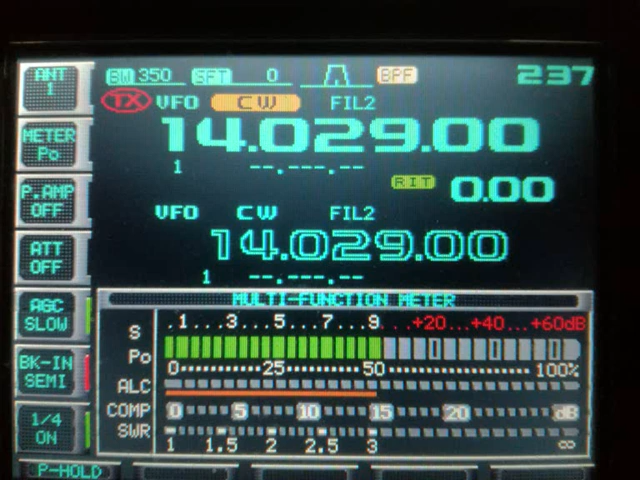 ANT
1
BW 350 SFT 0 BPF
237
TX VFO CW FIL2
14.029.00
1 --.---.--
METER
Po
RIT 0.00
P.AMP
OFF
VFO CW FIL2
14.029.00
1 --.---.--
ATT
OFF
AGC
SLOW
BK-IN
SEMI
1/4
ON
MULTI-FUNCTION METER
S .1...3...5...7...9...+20...+40...+60dB
Po
0 25 50 100%
ALC
COMP 0 5 10 15 20 dB
SWR
1 1.5 2 2.5 3 ∞
P-HOLD